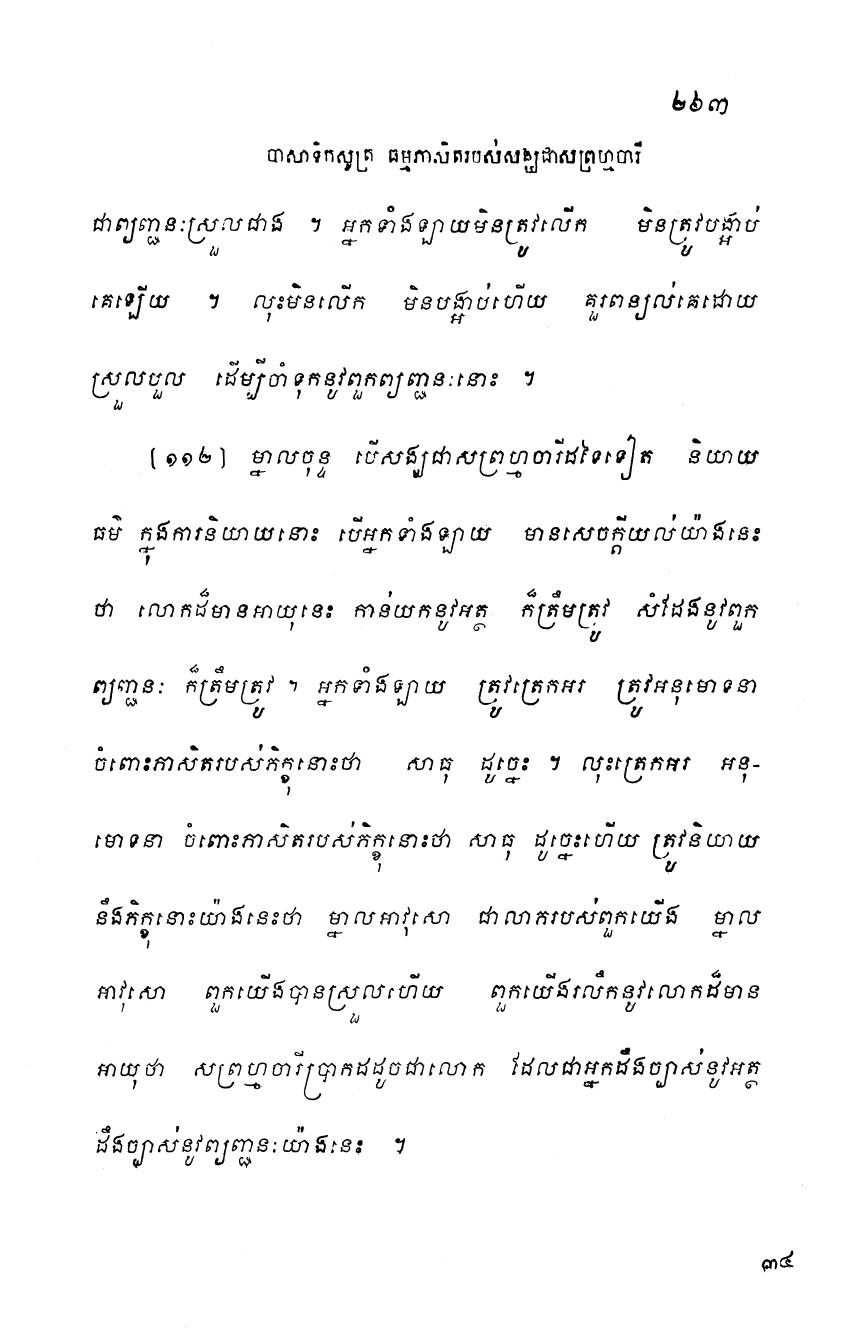 ២៦៣
បាសាទិកសូត្រ ធម្មភាសិតរបស់សង្ឃជាសព្រហ្មចារី
ជាព្យញ្ជនៈស្រួលជាង ។ អ្នកទាំងឡាយមិនត្រូវលើក មិនត្រូវបង្អាប់
គេឡើយ ។ លុះមិនលើក មិនបង្អាប់ហើយ គួរពន្យល់គេដោយ
ស្រួលបួល ដើម្បីចាំទុកនូវពួកព្យញ្ជនៈនោះ ។
(១១២) ម្នាលចុន្ទ បើសង្ឃជាសព្រហ្មចារីដទៃទៀត និយាយ
ធម៌ ក្នុងការនិយាយនោះ បើអ្នកទាំងឡាយ មានសេចក្តីយល់យ៉ាងនេះ
ថា លោកដ៏មានអាយុនេះ កាន់យកនូវអត្ថ ក៏ត្រឹមត្រូវ សំដែងនូវពួក
ព្យញ្ជនៈ ក៏ត្រឹមត្រូវ ។ អ្នកទាំងឡាយ ត្រូវត្រេកអរ ត្រូវអនុមោទនា
ចំពោះភាសិតរបស់ភិក្ខុនោះថា សាធុ ដូច្នេះ ។ លុះត្រេកអរ អនុ-
មោទនា ចំពោះភាសិតរបស់ភិក្ខុនោះថា សាធុ ដូច្នេះហើយ ត្រូវនិយាយ
នឹងភិក្ខុនោះយ៉ាងនេះថា ម្នាលអាវុសោ ជាលាភរបស់ពួកយើង ម្នាល
អាវុសោ ពួកយើងបានស្រួលហើយ ពួកយើងរលឹកនូវលោកដ៏មាន
អាយុថា សព្រហ្មចារីប្រាកដដូចជាលោក ដែលជាអ្នកដឹងច្បាស់នូវអត្ថ
ដឹងច្បាស់នូវព្យញ្ជនៈយ៉ាងនេះ ។
៣៤